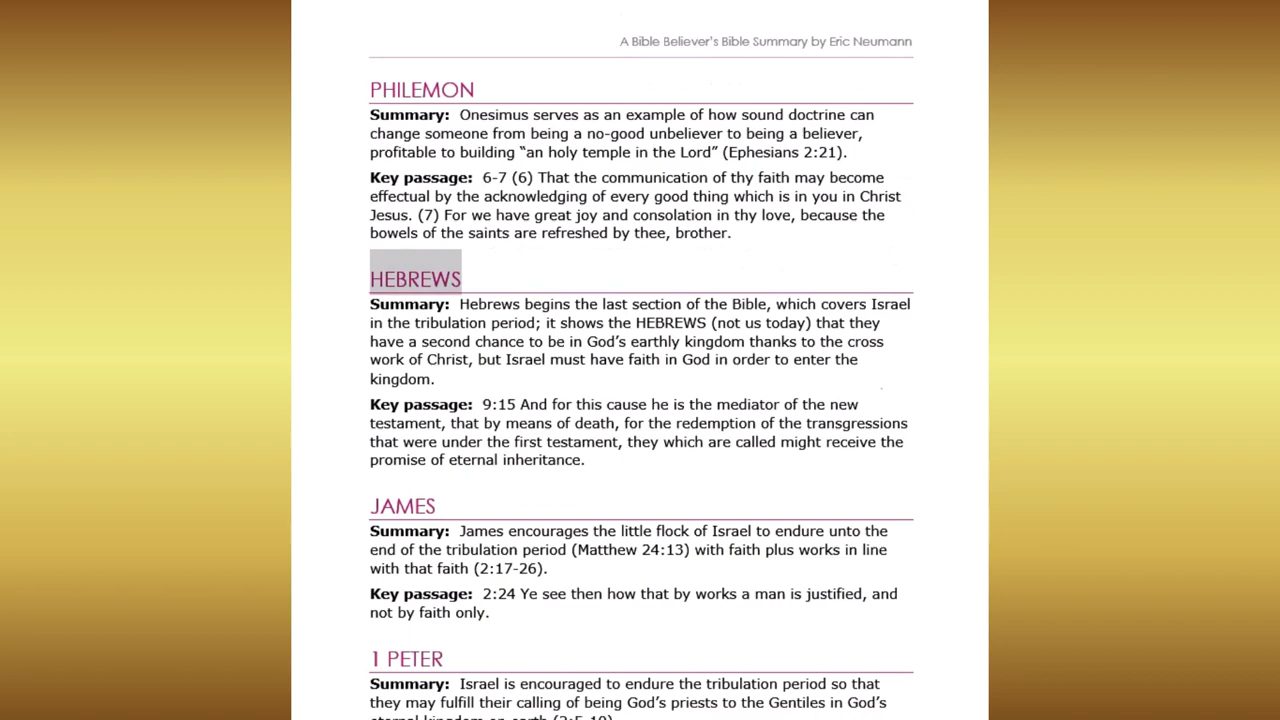 A Bible Believer's Bible Summary by Eric Neumann
PHILEMON
Summary: Onesimus serves as an example of how sound doctrine can
change someone from being a no-good unbeliever to being a believer,
profitable to building “an holy temple in the Lord” (Ephesians 2:21).
Key passage: 6-7 (6) That the communication of thy faith may become
effectual by the acknowledging of every good thing which is in you in Christ
Jesus. (7) For we have great joy and consolation in thy love, because the
bowels of the saints are refreshed by thee, brother.
HEBREWS
Summary: Hebrews begins the last section of the Bible, which covers Israel
in the tribulation period; it shows the HEBREWS (not us today) that they
have a second chance to be in God’s earthly kingdom thanks to the cross
work of Christ, but Israel must have faith in God in order to enter the
kingdom.
Key passage: 9:15 And for this cause he is the mediator of the new
testament, that by means of death, for the redemption of the transgressions
that were under the first testament, they which are called might receive the
promise of eternal inheritance.
JAMES
Summary: James encourages the little flock of Israel to endure unto the
end of the tribulation period (Matthew 24:13) with faith plus works in line
with that faith (2:17-26).
Key passage: 2:24 Ye see then how that by works a man is justified, and
not by faith only.
1 PETER
Summary: Israel is encouraged to endure the tribulation period so that
they may fulfill their calling of being God’s priests to the Gentiles in God’s
eternal kingdom on earth (2:5-10).